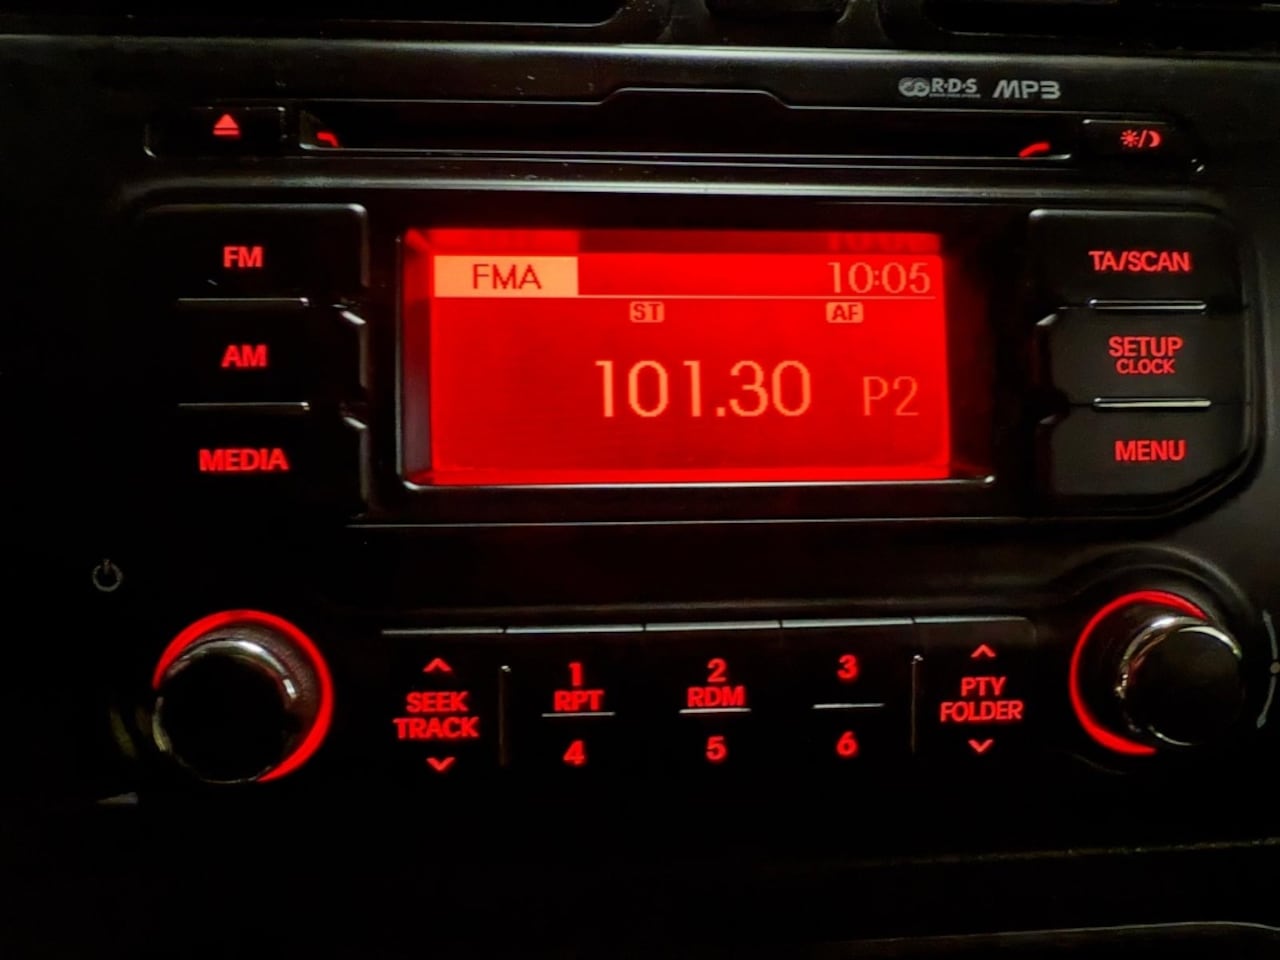 R·D·S MP3
FM
AM
MEDIA
FMA 10:05
ST AF
101.30 P2
TA/SCAN
SETUP
CLOCK
MENU
SEEK
TRACK
1
RPT
4
2
RDM
5
3
6
PTY
FOLDER